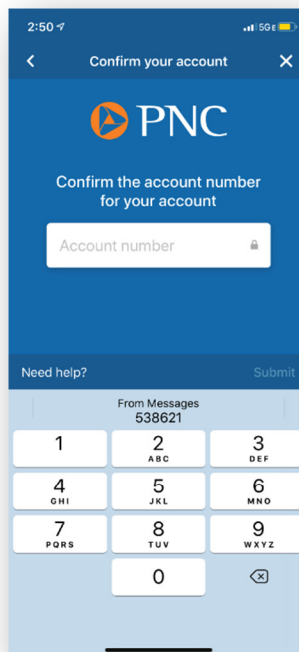 2:50 5G E
Confirm your account
PNC
Confirm the account number
for your account
Account number
Need help? Submit
From Messages
538621
1 2 3
ABC DEF
4 5 6
GHI JKL MNO
7 8 9
PQRS TUV WXYZ
0